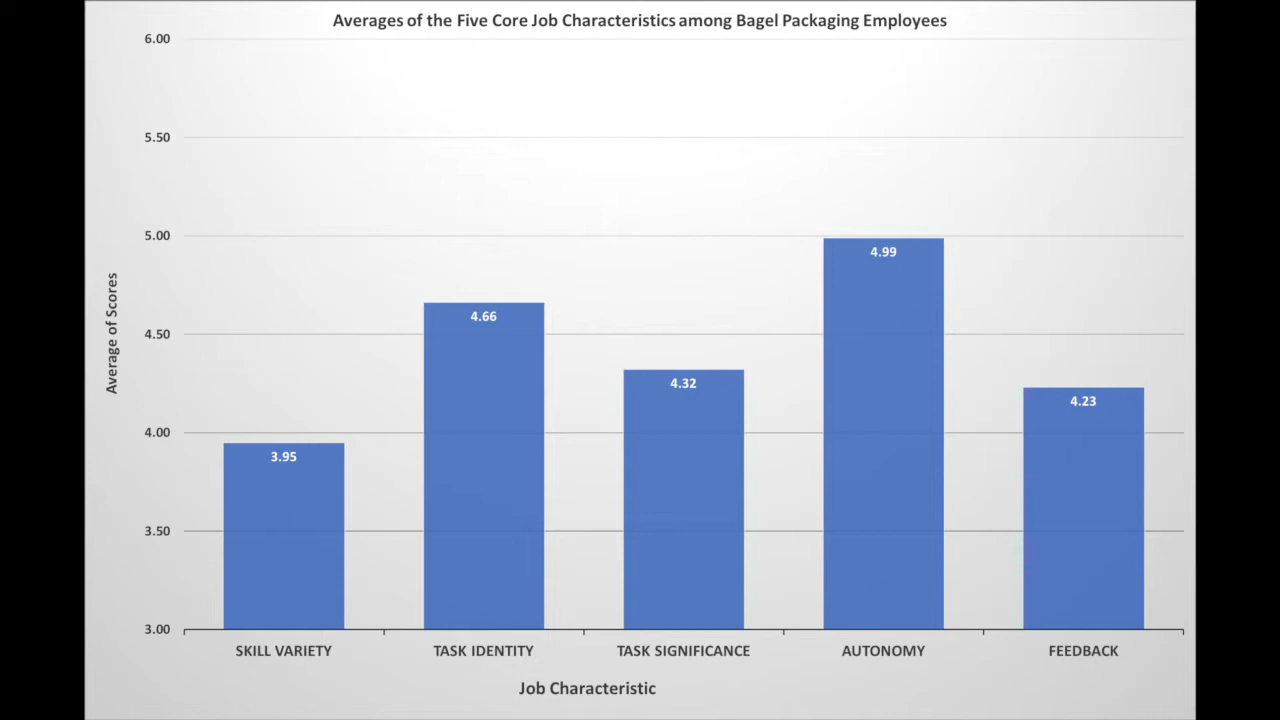 Averages of the Five Core Job Characteristics among Bagel Packaging Employees
6.00
5.50
5.00
4.50
4.00
3.50
3.00
Average of Scores
3.95
4.66
4.32
4.99
4.23
SKILL VARIETY
TASK IDENTITY
TASK SIGNIFICANCE
AUTONOMY
FEEDBACK
Job Characteristic